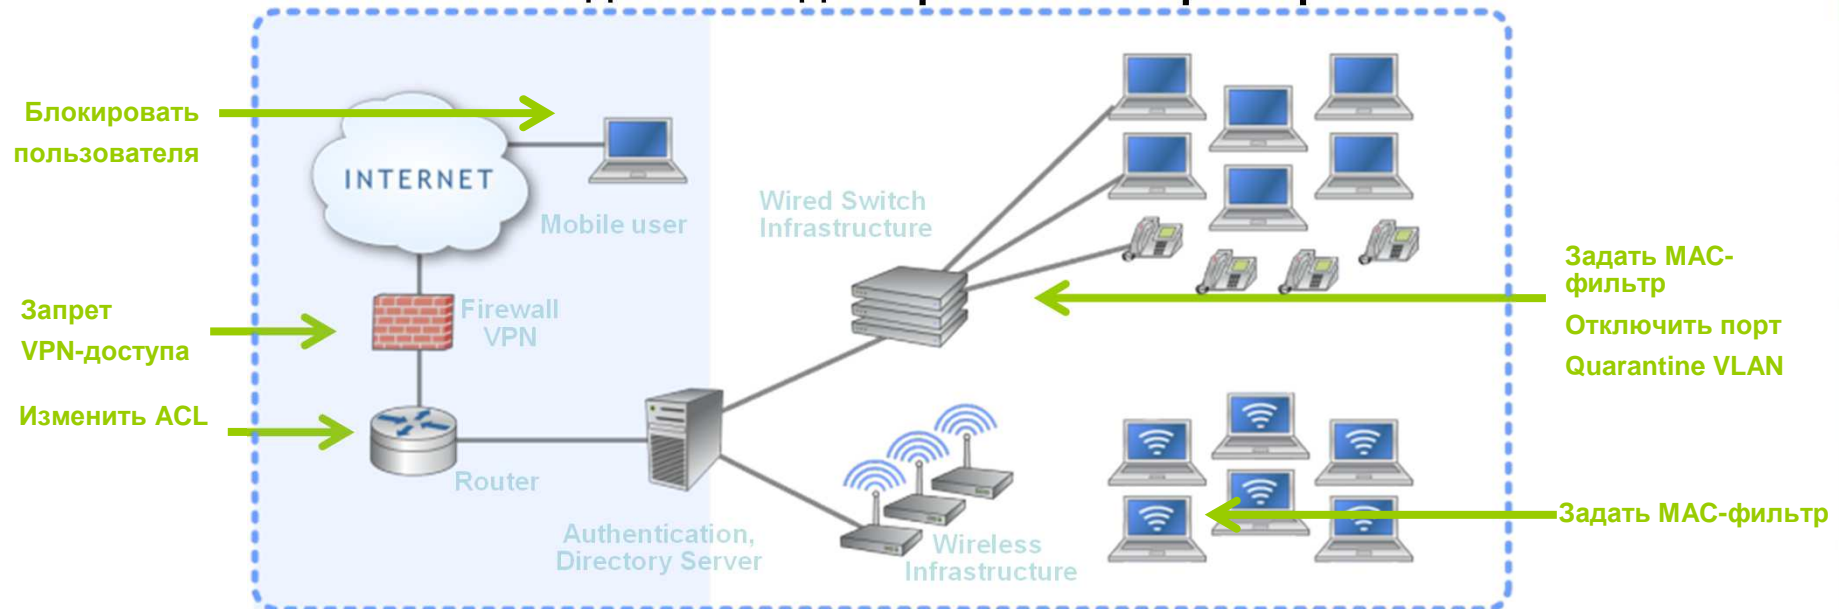 Блокировать
пользователя
INTERNET
Mobile user
Wired Switch
Infrastructure
Запрет
VPN-доступа
Firewall
VPN
Задать MAC-
фильтр
Отключить порт
Quarantine VLAN
Изменить ACL
Router
Authentication,
Directory Server
Wireless
Infrastructure
Задать MAC-фильтр